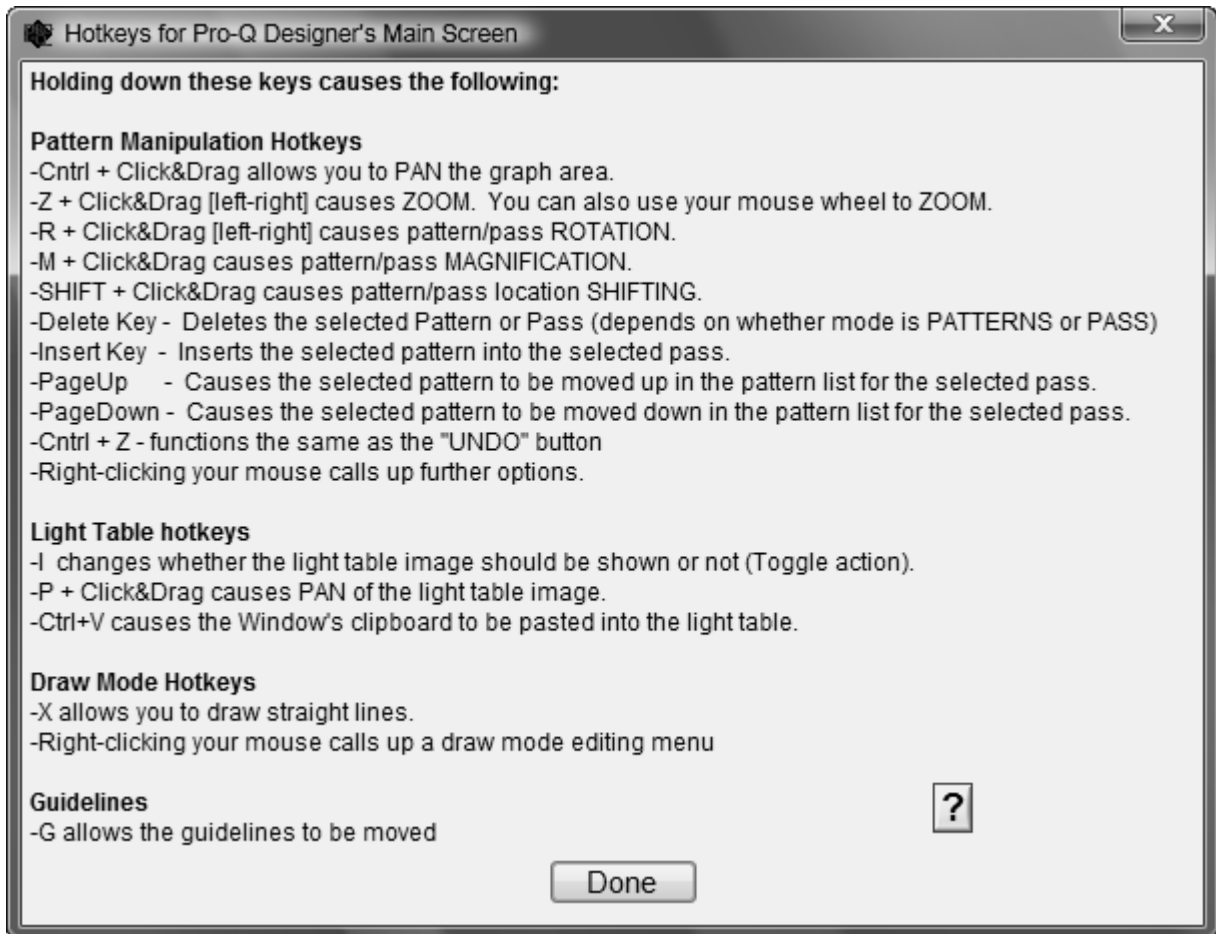 Hotkeys for Pro-Q Designer's Main Screen
X
Holding down these keys causes the following:
Pattern Manipulation Hotkeys
-Cntrl + Click&Drag allows you to PAN the graph area.
-Z + Click&Drag [left-right] causes ZOOM.  You can also use your mouse wheel to ZOOM.
-R + Click&Drag [left-right] causes pattern/pass ROTATION.
-M + Click&Drag causes pattern/pass MAGNIFICATION.
-SHIFT + Click&Drag causes pattern/pass location SHIFTING.
-Delete Key -  Deletes the selected Pattern or Pass (depends on whether mode is PATTERNS or PASS)
-Insert Key  -  Inserts the selected pattern into the selected pass.
-PageUp     -  Causes the selected pattern to be moved up in the pattern list for the selected pass.
-PageDown -  Causes the selected pattern to be moved down in the pattern list for the selected pass.
-Cntrl + Z - functions the same as the "UNDO" button
-Right-clicking your mouse calls up further options.
Light Table hotkeys
-I  changes whether the light table image should be shown or not (Toggle action).
-P + Click&Drag causes PAN of the light table image.
-Ctrl+V causes the Window's clipboard to be pasted into the light table.
Draw Mode Hotkeys
-X allows you to draw straight lines.
-Right-clicking your mouse calls up a draw mode editing menu
Guidelines
-G allows the guidelines to be moved
?
Done